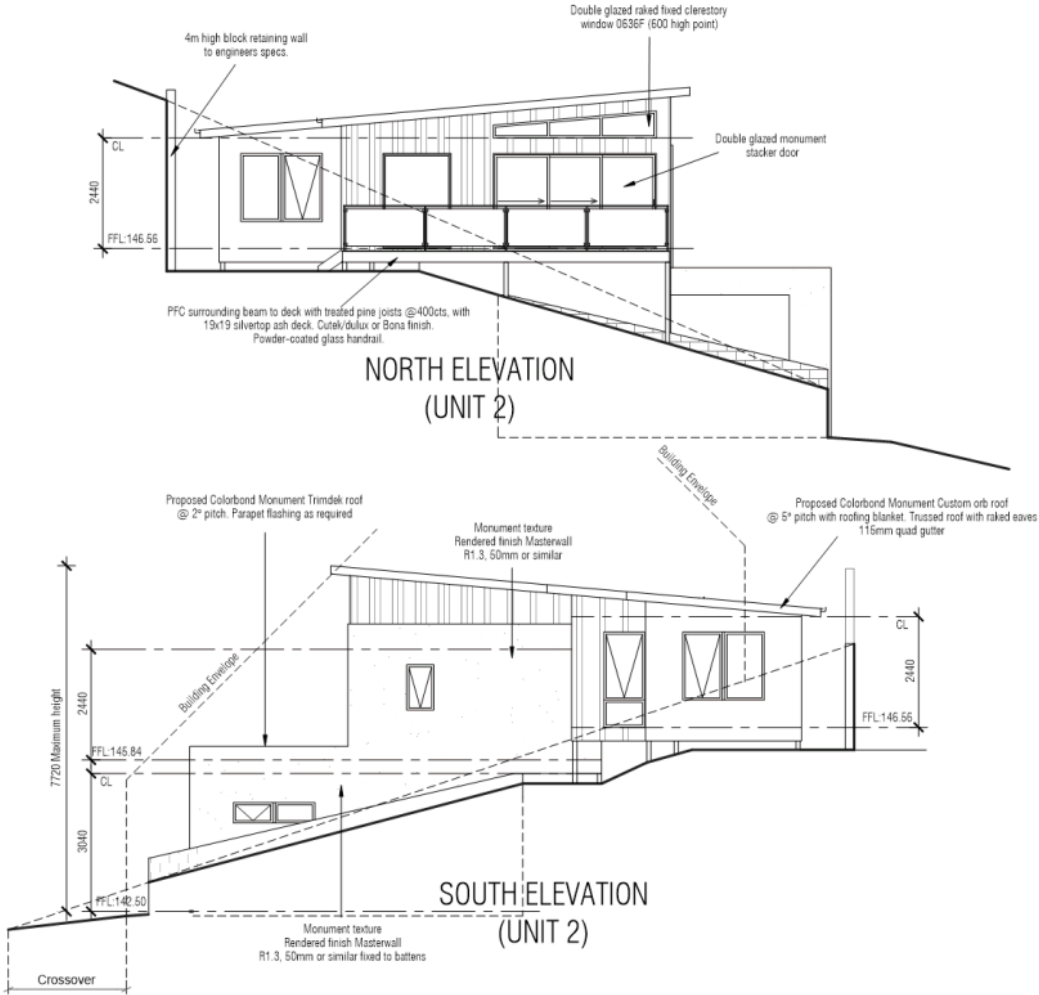 Double glazed raked fixed clerestory
window 0636F (600 high point)
4m high block retaining wall
to engineers specs.
CL
Double glazed monument
stacker door
2440
FFL:146.56
PFC surrounding beam to deck with treated pine joists @400cts, with
19x19 silvertop ash deck. Cutek/dulux or Bona finish.
Powder-coated glass handrail.
NORTH ELEVATION
(UNIT 2)
Building Envelope
Proposed Colorbond Monument Trimdek roof
@ 2° pitch. Parapet flashing as required
Monument texture
Rendered finish Masterwall
R1.3, 50mm or similar
Proposed Colorbond Monument Custom orb roof
@ 5° pitch with roofing blanket. Trussed roof with raked eaves
115mm quad gutter
CL
2440
FFL:146.56
Building Envelope
7720 Maximum height
2440
FFL:145.84
CL
3040
FFL:142.50
SOUTH ELEVATION
(UNIT 2)
Monument texture
Rendered finish Masterwall
R1.3, 50mm or similar fixed to battens
Crossover